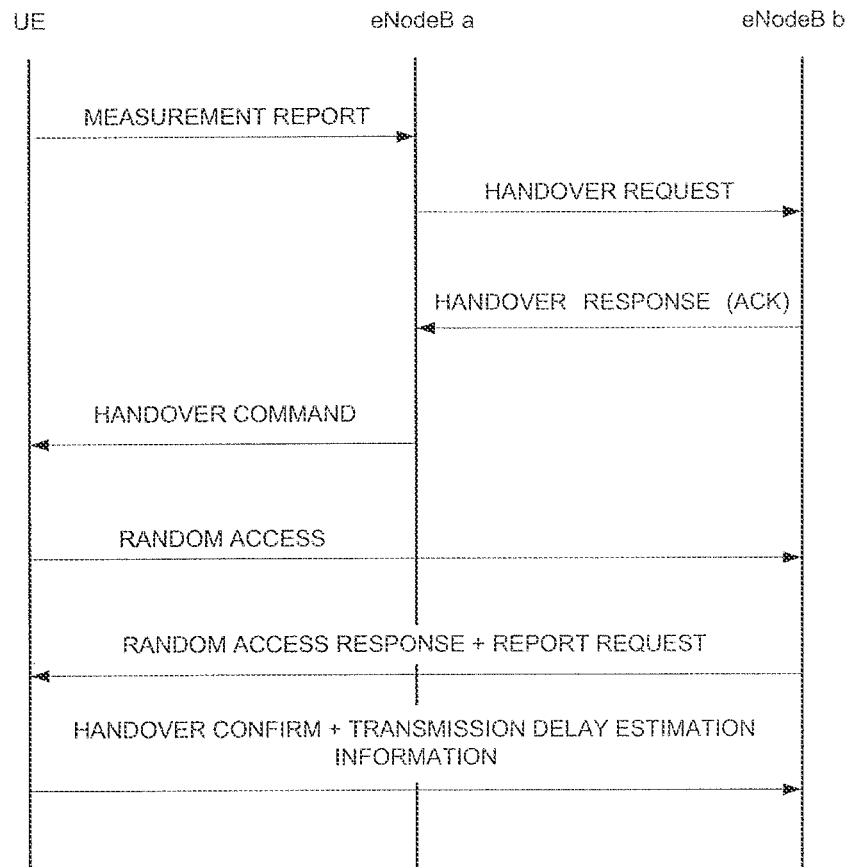 UE eNodeB a eNodeB b
MEASUREMENT REPORT
HANDOVER REQUEST
HANDOVER RESPONSE (ACK)
HANDOVER COMMAND
RANDOM ACCESS
RANDOM ACCESS RESPONSE + REPORT REQUEST
HANDOVER CONFIRM + TRANSMISSION DELAY ESTIMATION
INFORMATION